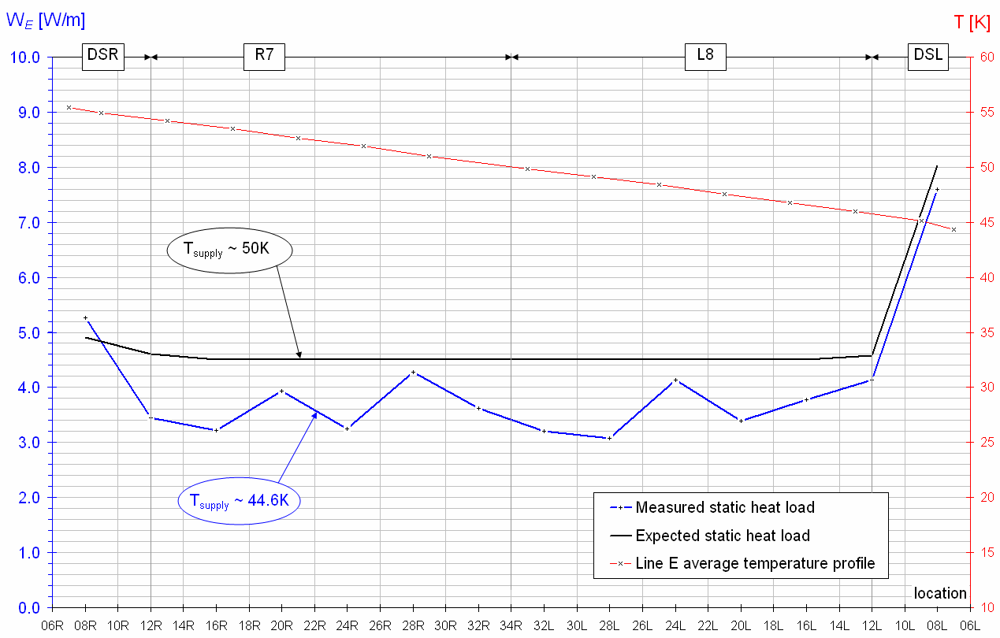 W_E [W/m]
T [K]
DSR
R7
L8
DSL
10.0
9.0
8.0
7.0
6.0
5.0
4.0
3.0
2.0
1.0
0.0
60
55
50
45
40
35
30
25
20
15
10
T_supply ~ 50K
T_supply ~ 44.6K
Measured static heat load
Expected static heat load
Line E average temperature profile
location
06R 08R 10R 12R 14R 16R 18R 20R 22R 24R 26R 28R 30R 32R 34R 32L 30L 28L 26L 24L 22L 20L 18L 16L 14L 12L 10L 08L 06L